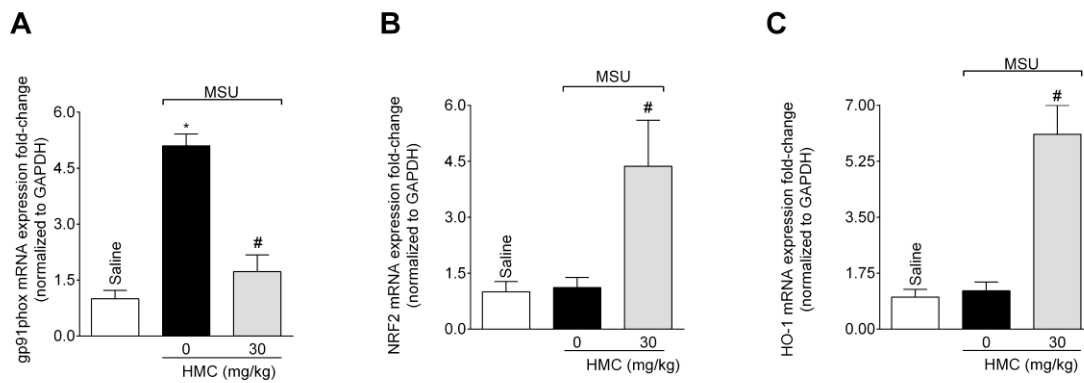 A
gp91phox mRNA expression fold-change
(normalized to GAPDH)
6.0
4.5
3.0
1.5
0.0
Saline
MSU
*
#
0 30
HMC (mg/kg)
B
NRF2 mRNA expression fold-change
(normalized to GAPDH)
6.0
4.5
3.0
1.5
0.0
Saline
MSU
#
0 30
HMC (mg/kg)
C
HO-1 mRNA expression fold-change
(normalized to GAPDH)
7.00
5.25
3.50
1.75
0.00
Saline
MSU
#
0 30
HMC (mg/kg)